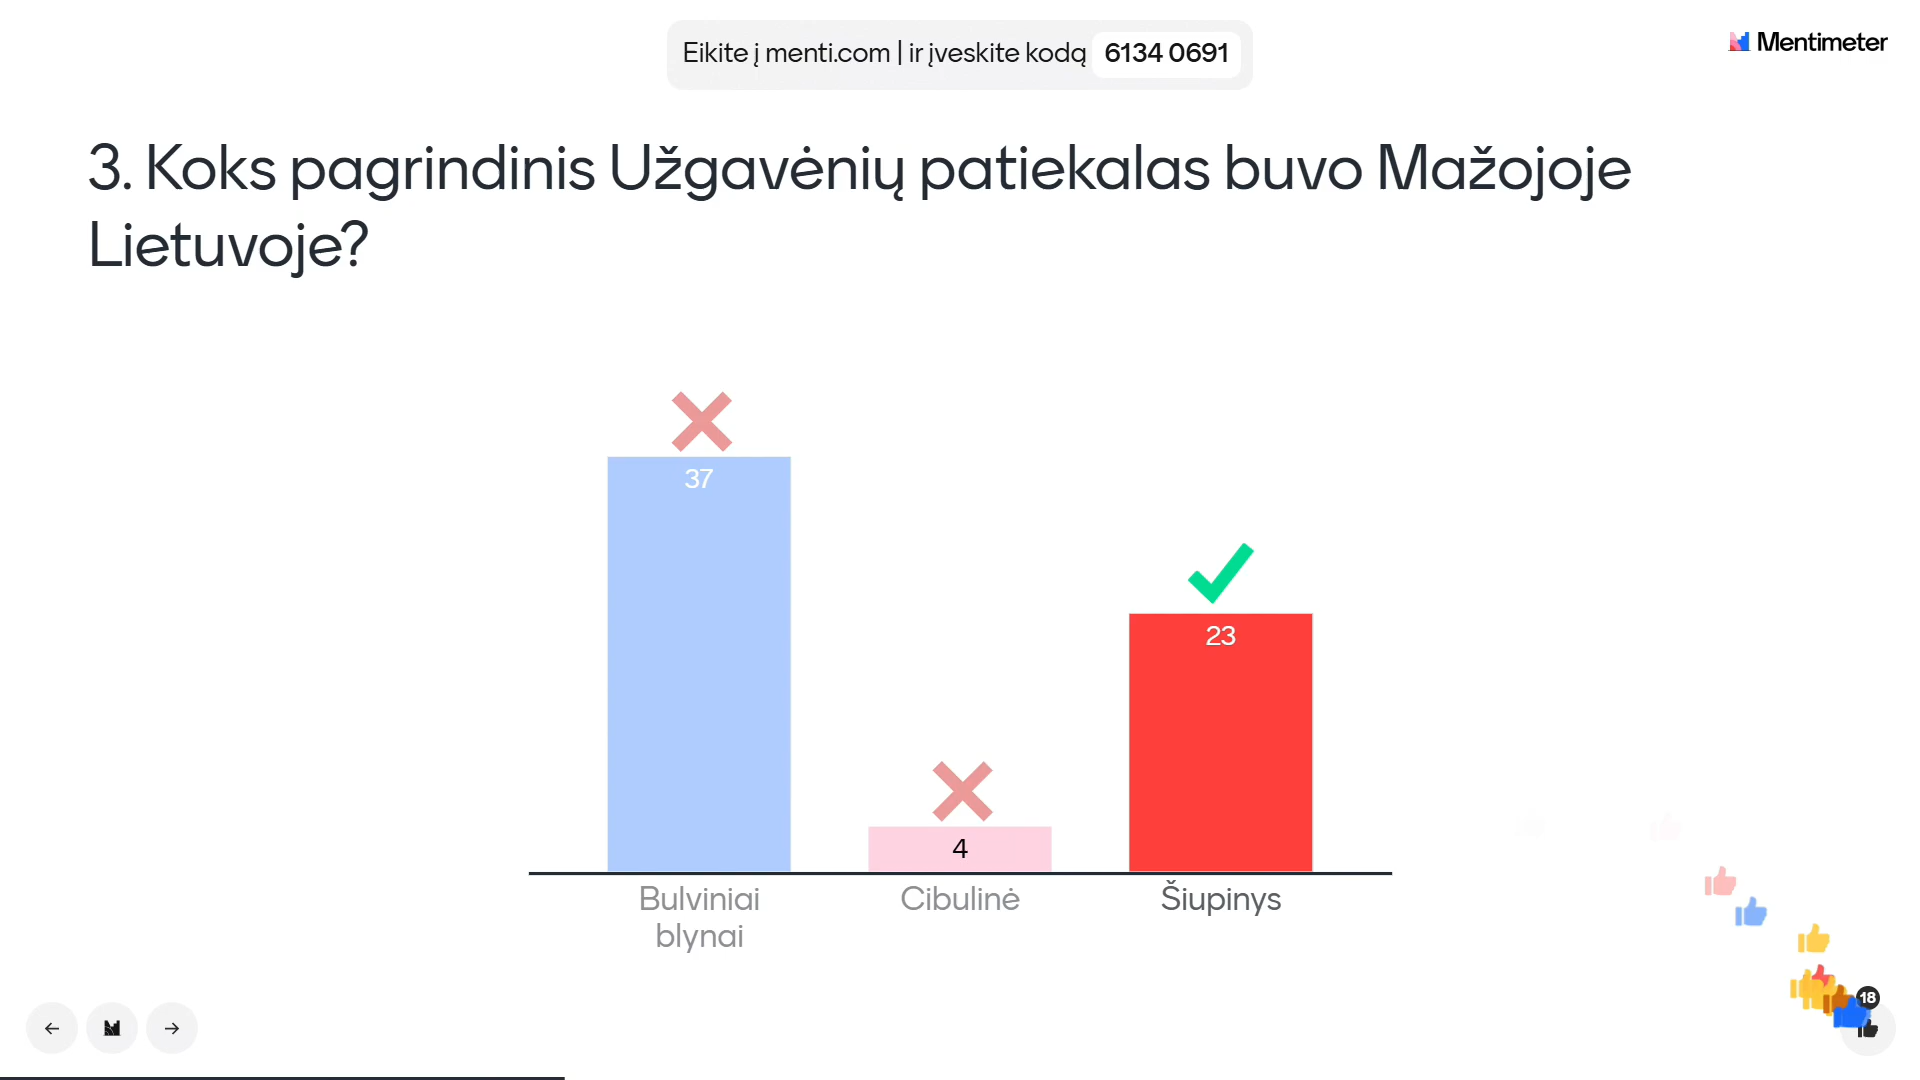 Eikite į menti.com | ir įveskite kodą 6134 0691
Mentimeter
3. Koks pagrindinis Užgavėnių patiekalas buvo Mažojoje
Lietuvoje?
37
4
23
Bulviniai
blynai
Cibulinė
Šiupinys
18